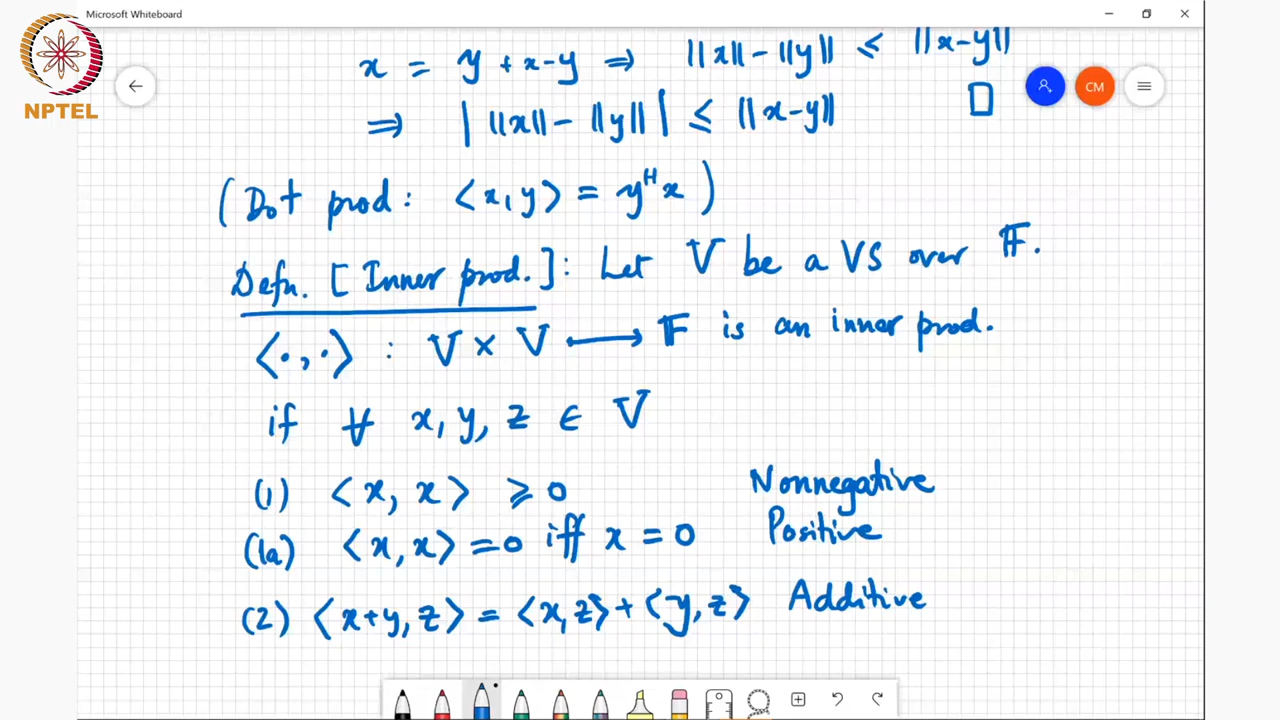 Microsoft Whiteboard
NPTEL
CM
x = y + x-y ⇒ ||x|| - ||y|| ≤ ||x-y||
⇒ | ||x|| - ||y|| | ≤ ||x-y|| □
(Dot prod: <x,y> = y^H x )
Defn. [Inner prod.]: Let V be a VS over 𝔽.
<·,·> : V × V ⟶ 𝔽 is an inner prod.
if ∀ x, y, z ∈ V
(1) <x, x> ≥ 0 Nonnegative
(1a) <x, x> = 0 iff x = 0 Positive
(2) <x+y, z> = <x,z> + <y,z> Additive